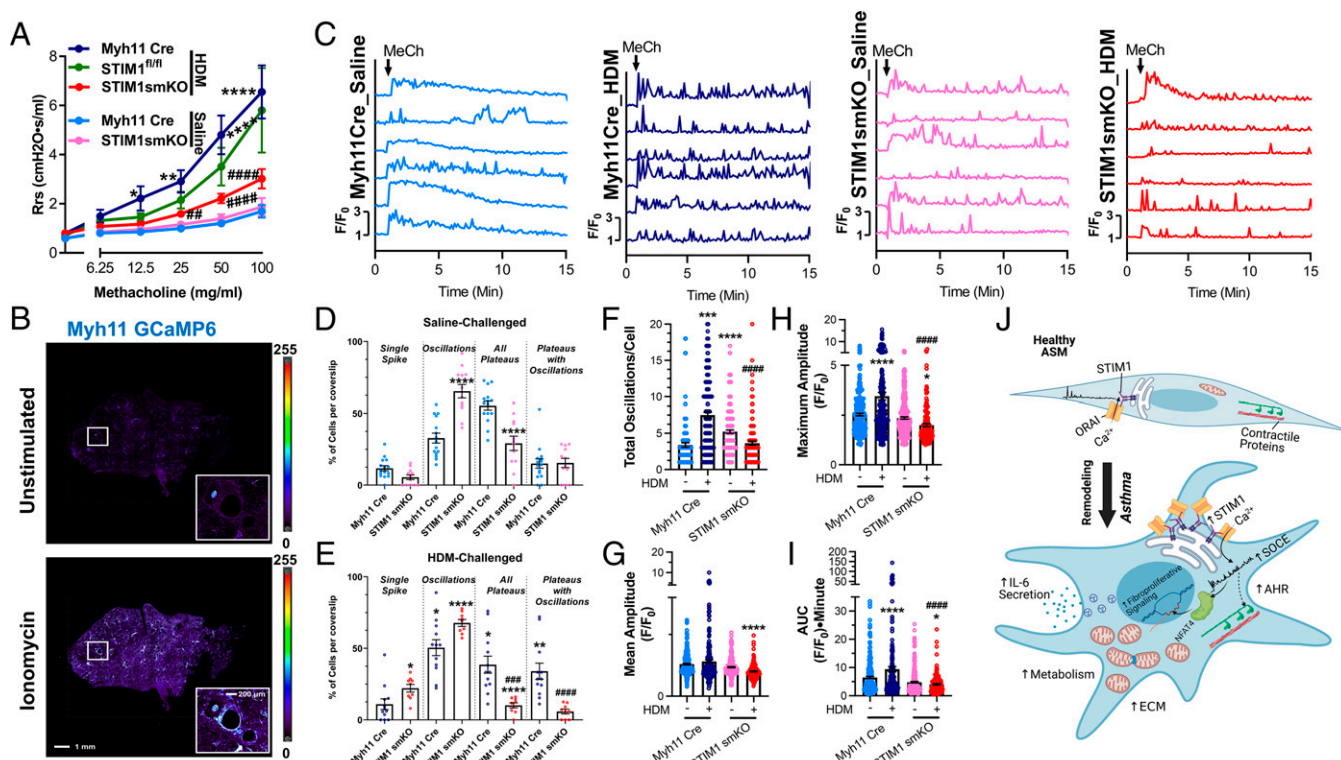 A
Myh11 Cre
STIM1fl/fl
STIM1smKO
HDM
Myh11 Cre
STIM1smKO
Saline
Rrs (cmH2O•s/ml)
8
6
4
2
0
****
****
**
*
####
####
##
6.25 12.5 25 50 100
Methacholine (mg/ml)
B
Myh11 GCaMP6
Unstimulated
255
0
Ionomycin
255
0
200 µm
1 mm
C
MeCh
Myh11Cre_Saline
F/F0
3
1
0 5 10 15
Time (Min)
MeCh
Myh11Cre_HDM
F/F0
3
1
0 5 10 15
Time (Min)
MeCh
STIM1smKO_Saline
F/F0
3
1
0 5 10 15
Time (Min)
MeCh
STIM1smKO_HDM
F/F0
3
1
0 5 10 15
Time (Min)
D
Saline-Challenged
Single Spike
Oscillations
All Plateaus
Plateaus with Oscillations
% of Cells per coverslip
100
50
0
****
****
Myh11 Cre
STIM1 smKO
Myh11 Cre
STIM1 smKO
Myh11 Cre
STIM1 smKO
Myh11 Cre
STIM1 smKO
E
HDM-Challenged
Single Spike
Oscillations
All Plateaus
Plateaus with Oscillations
% of Cells per coverslip
100
50
0
*
*
****
*
###
****
**
####
Myh11 Cre
STIM1 smKO
Myh11 Cre
STIM1 smKO
Myh11 Cre
STIM1 smKO
Myh11 Cre
STIM1 smKO
F
Total Oscillations/Cell
20
15
10
5
0
***
****
####
HDM - + - +
Myh11 Cre
STIM1 smKO
G
Mean Amplitude (F/F0)
20
10
2
0
****
HDM - + - +
Myh11 Cre
STIM1 smKO
H
Maximum Amplitude (F/F0)
20
10
5
0
****
####
*
HDM - + - +
Myh11 Cre
STIM1 smKO
I
AUC (F/F0)•Minute
200
150
100
50
30
20
10
0
****
####
*
HDM - + - +
Myh11 Cre
STIM1 smKO
J
Healthy ASM
STIM1
ORAI
Ca2+
Contractile Proteins
Remodeling
Asthma
↑STIM1
Ca2+
↑SOCE
↑AHR
↑IL-6 Secretion
↑Fibroproliferative Signaling
NFAT4
↑Metabolism
↑ECM